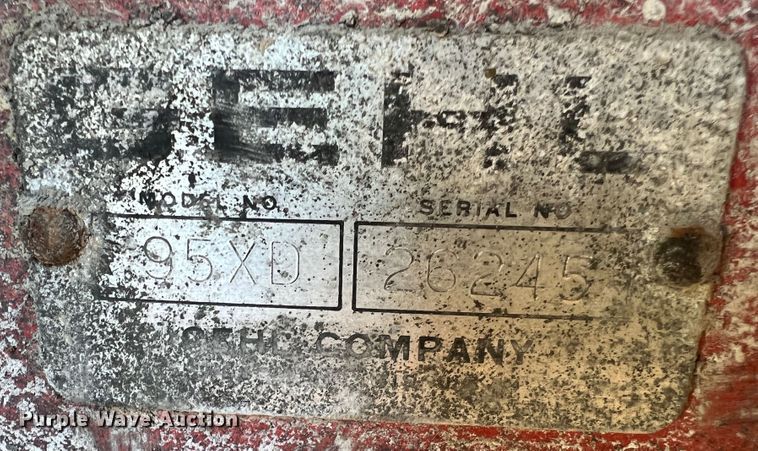 GEHL
MODEL NO. SERIAL NO.
95XD 26245
GEHL COMPANY
Purple Wave Auction